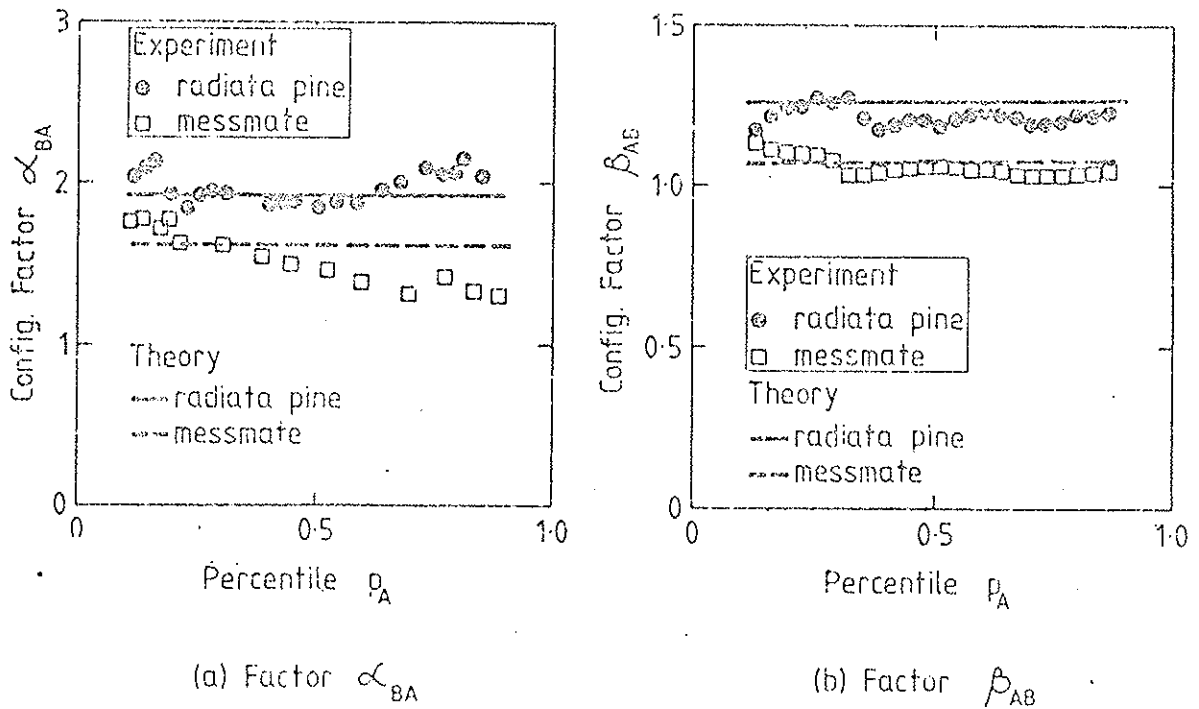 3
2
1
0
0
0·5
1·0
Config. Factor α_BA
Percentile p_A
Experiment
radiata pine
messmate
Theory
radiata pine
messmate
(a) Factor α_BA
1·5
1·0
0·5
0
0
0·5
1·0
Config Factor β_AB
Percentile p_A
Experiment
radiata pine
messmate
Theory
radiata pine
messmate
(b) Factor β_AB